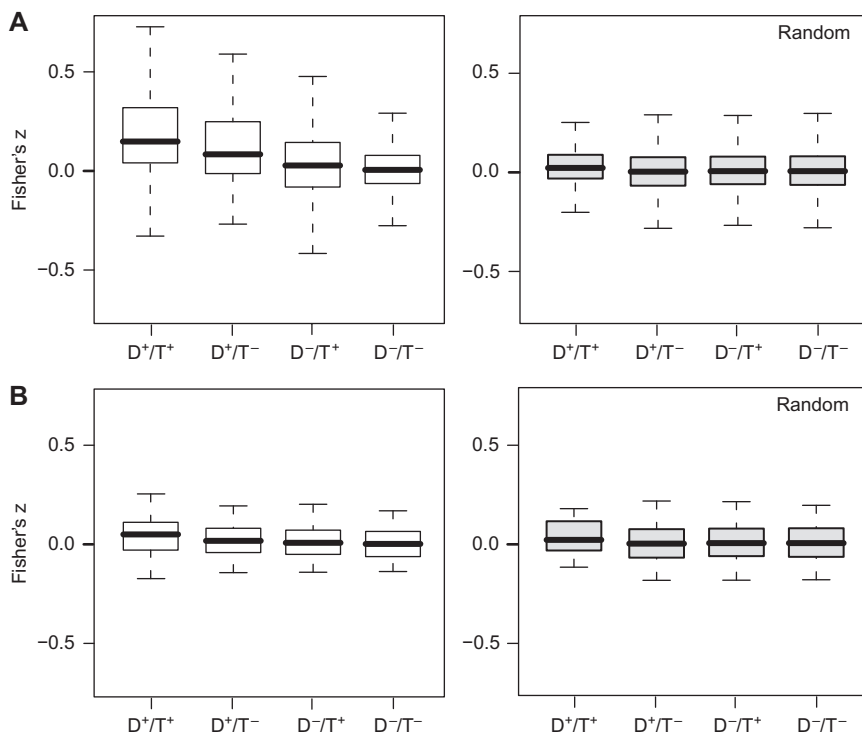 A
Random
0.5
0.0
−0.5
Fisher's z
D⁺/T⁺ D⁺/T⁻ D⁻/T⁺ D⁻/T⁻
0.5
0.0
−0.5
D⁺/T⁺ D⁺/T⁻ D⁻/T⁺ D⁻/T⁻
B
Random
0.5
0.0
−0.5
Fisher's z
D⁺/T⁺ D⁺/T⁻ D⁻/T⁺ D⁻/T⁻
0.5
0.0
−0.5
D⁺/T⁺ D⁺/T⁻ D⁻/T⁺ D⁻/T⁻